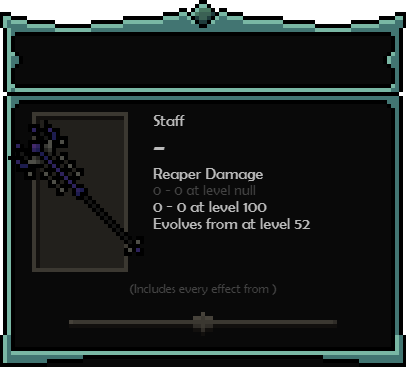 Staff
–
Reaper Damage
0 - 0 at level null
0 - 0 at level 100
Evolves from at level 52
(Includes every effect from )